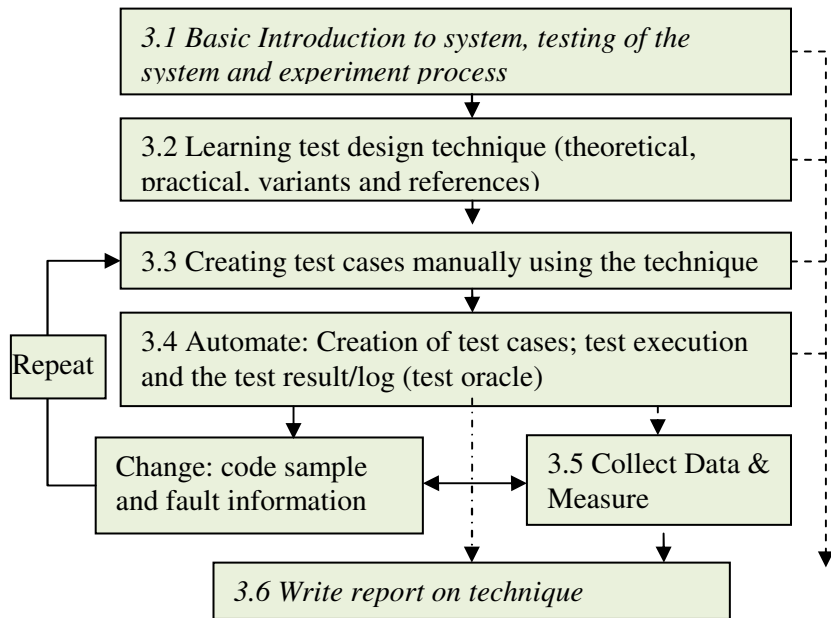 3.1 Basic Introduction to system, testing of the
system and experiment process
3.2 Learning test design technique (theoretical,
practical, variants and references)
3.3 Creating test cases manually using the technique
3.4 Automate: Creation of test cases; test execution
and the test result/log (test oracle)
Repeat
Change: code sample
and fault information
3.5 Collect Data &
Measure
3.6 Write report on technique